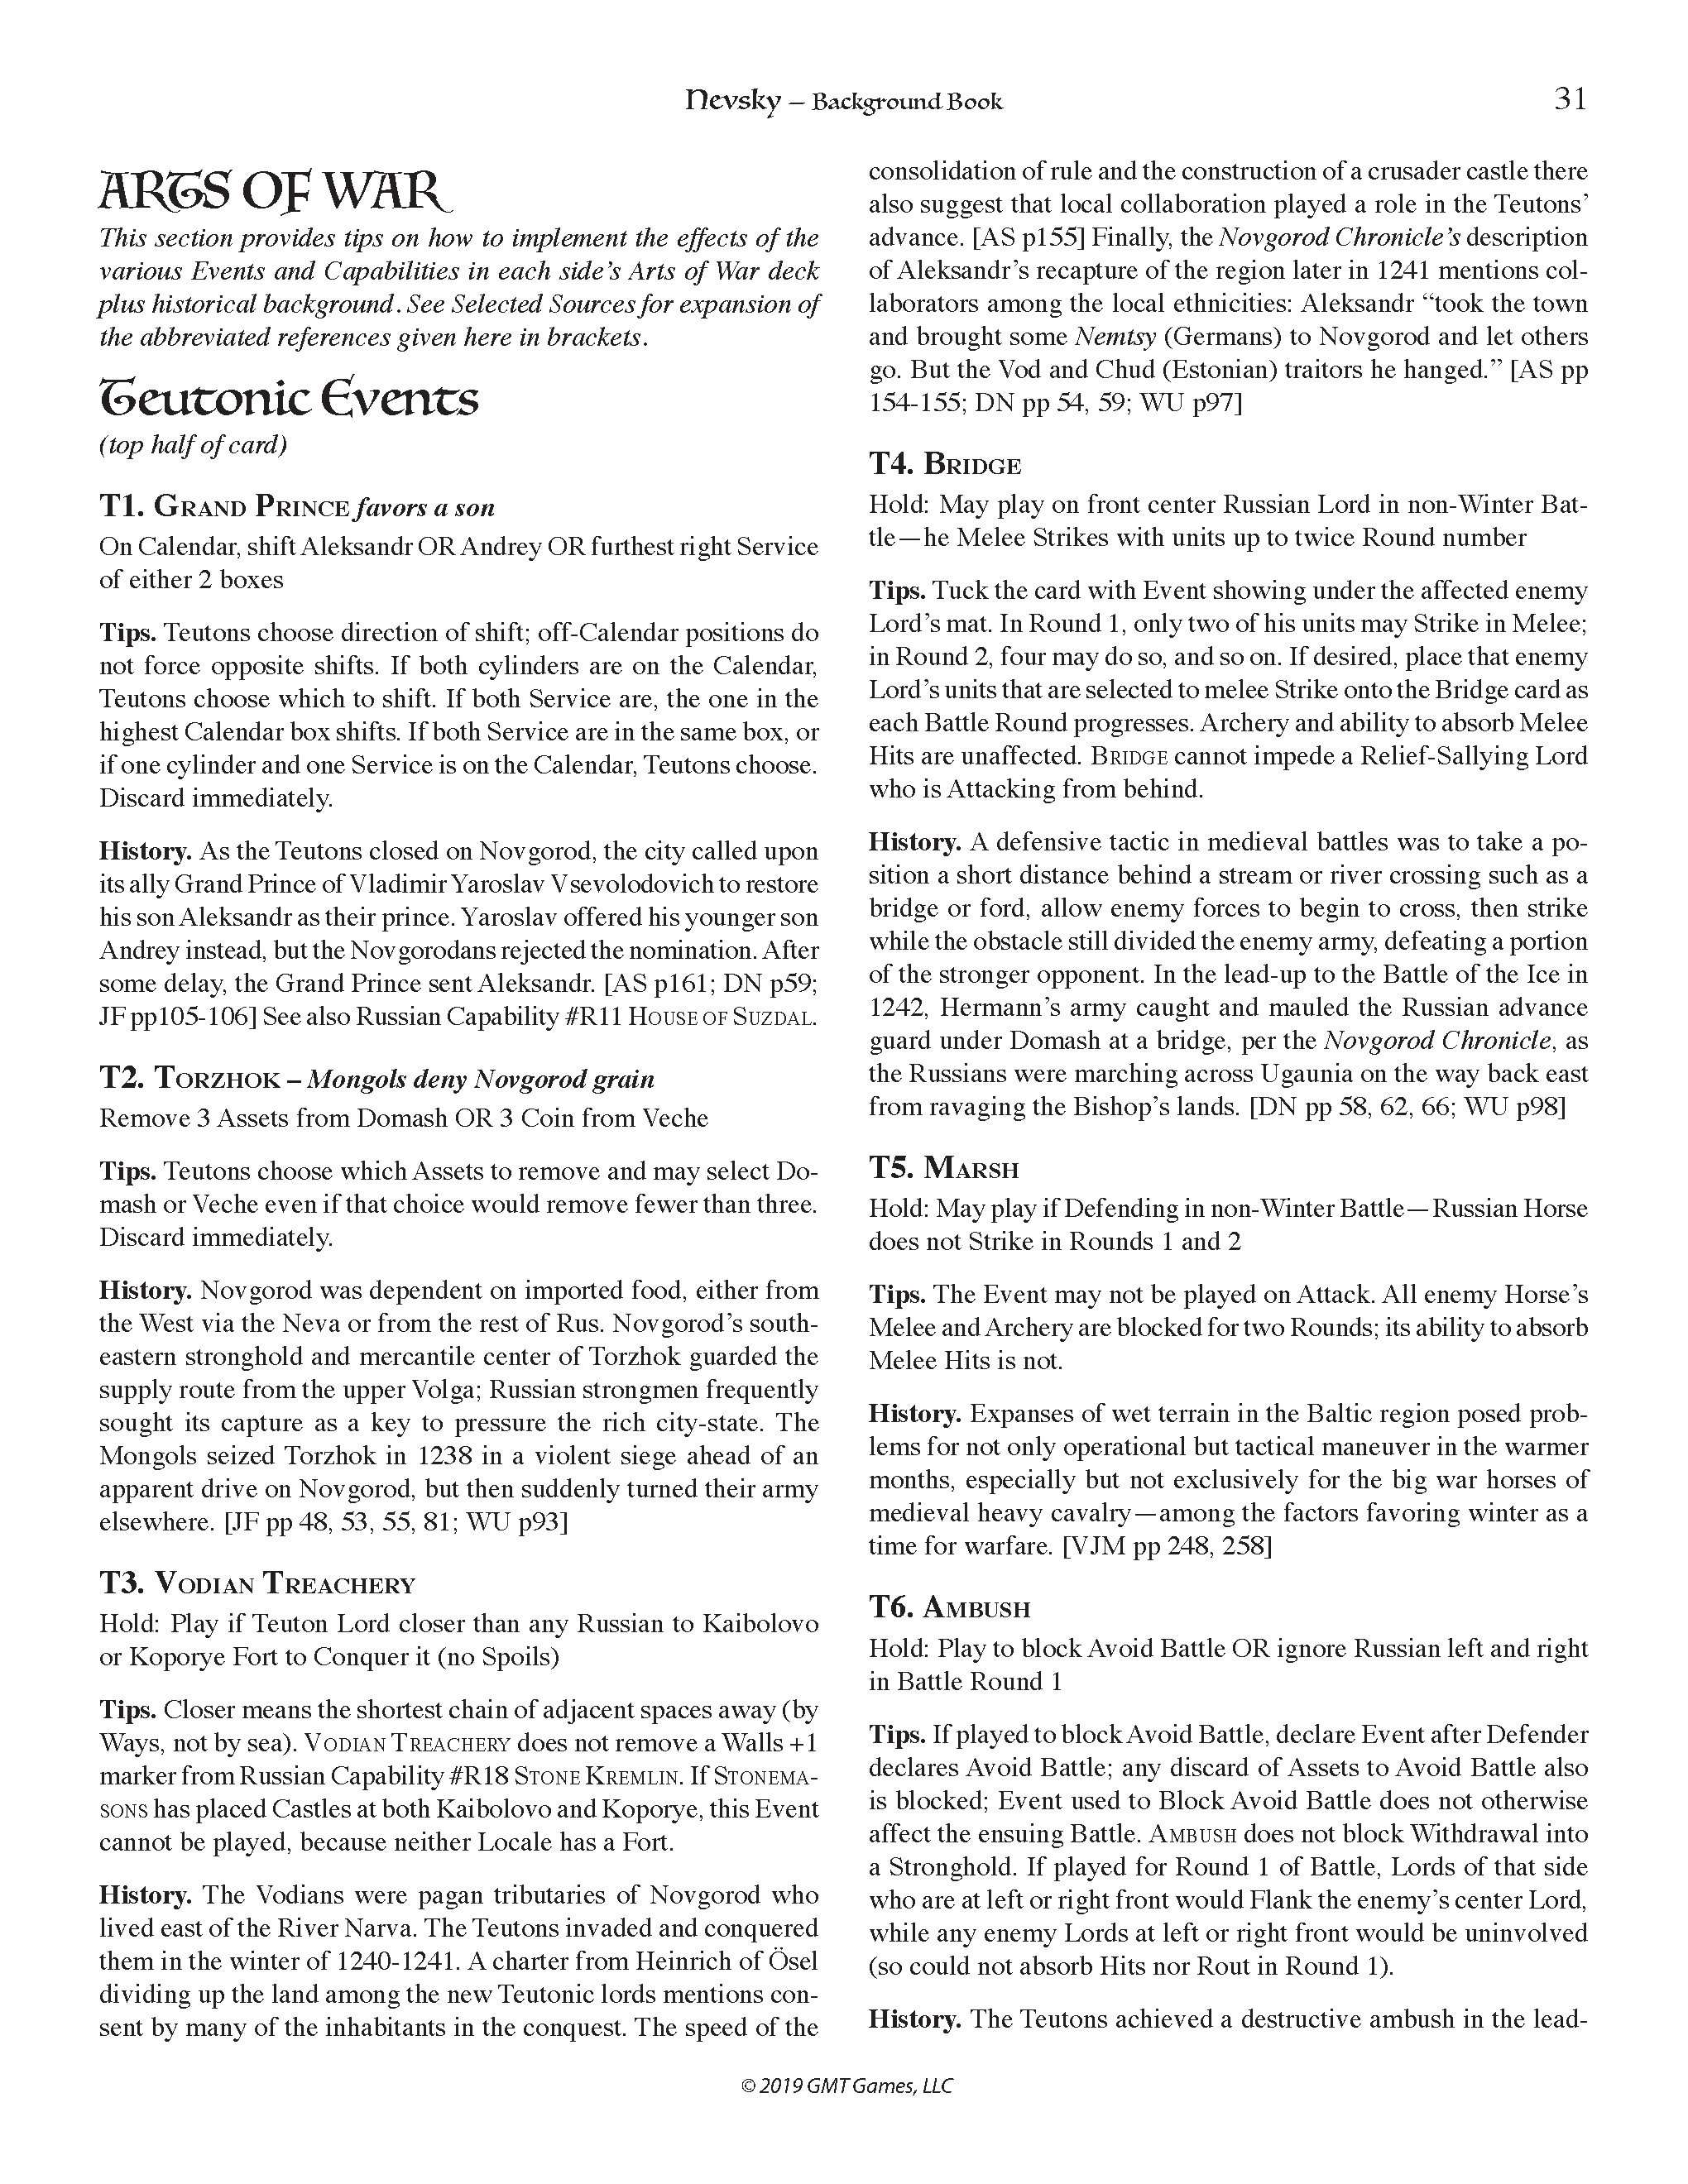 Nevsky – Background Book
31
ARTS OF WAR
This section provides tips on how to implement the effects of the
various Events and Capabilities in each side's Arts of War deck
plus historical background. See Selected Sources for expansion of
the abbreviated references given here in brackets.
Teutonic Events
(top half of card)
T1. Grand Prince favors a son
On Calendar, shift Aleksandr OR Andrey OR furthest right Service
of either 2 boxes
Tips. Teutons choose direction of shift; off-Calendar positions do
not force opposite shifts. If both cylinders are on the Calendar,
Teutons choose which to shift. If both Service are, the one in the
highest Calendar box shifts. If both Service are in the same box, or
if one cylinder and one Service is on the Calendar, Teutons choose.
Discard immediately.
History. As the Teutons closed on Novgorod, the city called upon
its ally Grand Prince of Vladimir Yaroslav Vsevolodovich to restore
his son Aleksandr as their prince. Yaroslav offered his younger son
Andrey instead, but the Novgorodans rejected the nomination. After
some delay, the Grand Prince sent Aleksandr. [AS p161; DN p59;
JF pp105-106] See also Russian Capability #R11 House of Suzdal.
T2. Torzhok – Mongols deny Novgorod grain
Remove 3 Assets from Domash OR 3 Coin from Veche
Tips. Teutons choose which Assets to remove and may select Do-
mash or Veche even if that choice would remove fewer than three.
Discard immediately.
History. Novgorod was dependent on imported food, either from
the West via the Neva or from the rest of Rus. Novgorod's south-
eastern stronghold and mercantile center of Torzhok guarded the
supply route from the upper Volga; Russian strongmen frequently
sought its capture as a key to pressure the rich city-state. The
Mongols seized Torzhok in 1238 in a violent siege ahead of an
apparent drive on Novgorod, but then suddenly turned their army
elsewhere. [JF pp 48, 53, 55, 81; WU p93]
T3. Vodian Treachery
Hold: Play if Teuton Lord closer than any Russian to Kaibolovo
or Koporye Fort to Conquer it (no Spoils)
Tips. Closer means the shortest chain of adjacent spaces away (by
Ways, not by sea). Vodian Treachery does not remove a Walls +1
marker from Russian Capability #R18 Stone Kremlin. If Stonema-
sons has placed Castles at both Kaibolovo and Koporye, this Event
cannot be played, because neither Locale has a Fort.
History. The Vodians were pagan tributaries of Novgorod who
lived east of the River Narva. The Teutons invaded and conquered
them in the winter of 1240-1241. A charter from Heinrich of Ösel
dividing up the land among the new Teutonic lords mentions con-
sent by many of the inhabitants in the conquest. The speed of the
consolidation of rule and the construction of a crusader castle there
also suggest that local collaboration played a role in the Teutons'
advance. [AS p155] Finally, the Novgorod Chronicle's description
of Aleksandr's recapture of the region later in 1241 mentions col-
laborators among the local ethnicities: Aleksandr “took the town
and brought some Nemtsy (Germans) to Novgorod and let others
go. But the Vod and Chud (Estonian) traitors he hanged.” [AS pp
154-155; DN pp 54, 59; WU p97]
T4. Bridge
Hold: May play on front center Russian Lord in non-Winter Bat-
tle—he Melee Strikes with units up to twice Round number
Tips. Tuck the card with Event showing under the affected enemy
Lord's mat. In Round 1, only two of his units may Strike in Melee;
in Round 2, four may do so, and so on. If desired, place that enemy
Lord's units that are selected to melee Strike onto the Bridge card as
each Battle Round progresses. Archery and ability to absorb Melee
Hits are unaffected. Bridge cannot impede a Relief-Sallying Lord
who is Attacking from behind.
History. A defensive tactic in medieval battles was to take a po-
sition a short distance behind a stream or river crossing such as a
bridge or ford, allow enemy forces to begin to cross, then strike
while the obstacle still divided the enemy army, defeating a portion
of the stronger opponent. In the lead-up to the Battle of the Ice in
1242, Hermann's army caught and mauled the Russian advance
guard under Domash at a bridge, per the Novgorod Chronicle, as
the Russians were marching across Ugaunia on the way back east
from ravaging the Bishop's lands. [DN pp 58, 62, 66; WU p98]
T5. Marsh
Hold: May play if Defending in non-Winter Battle—Russian Horse
does not Strike in Rounds 1 and 2
Tips. The Event may not be played on Attack. All enemy Horse's
Melee and Archery are blocked for two Rounds; its ability to absorb
Melee Hits is not.
History. Expanses of wet terrain in the Baltic region posed prob-
lems for not only operational but tactical maneuver in the warmer
months, especially but not exclusively for the big war horses of
medieval heavy cavalry—among the factors favoring winter as a
time for warfare. [VJM pp 248, 258]
T6. Ambush
Hold: Play to block Avoid Battle OR ignore Russian left and right
in Battle Round 1
Tips. If played to block Avoid Battle, declare Event after Defender
declares Avoid Battle; any discard of Assets to Avoid Battle also
is blocked; Event used to Block Avoid Battle does not otherwise
affect the ensuing Battle. Ambush does not block Withdrawal into
a Stronghold. If played for Round 1 of Battle, Lords of that side
who are at left or right front would Flank the enemy's center Lord,
while any enemy Lords at left or right front would be uninvolved
(so could not absorb Hits nor Rout in Round 1).
History. The Teutons achieved a destructive ambush in the lead-
© 2019 GMT Games, LLC